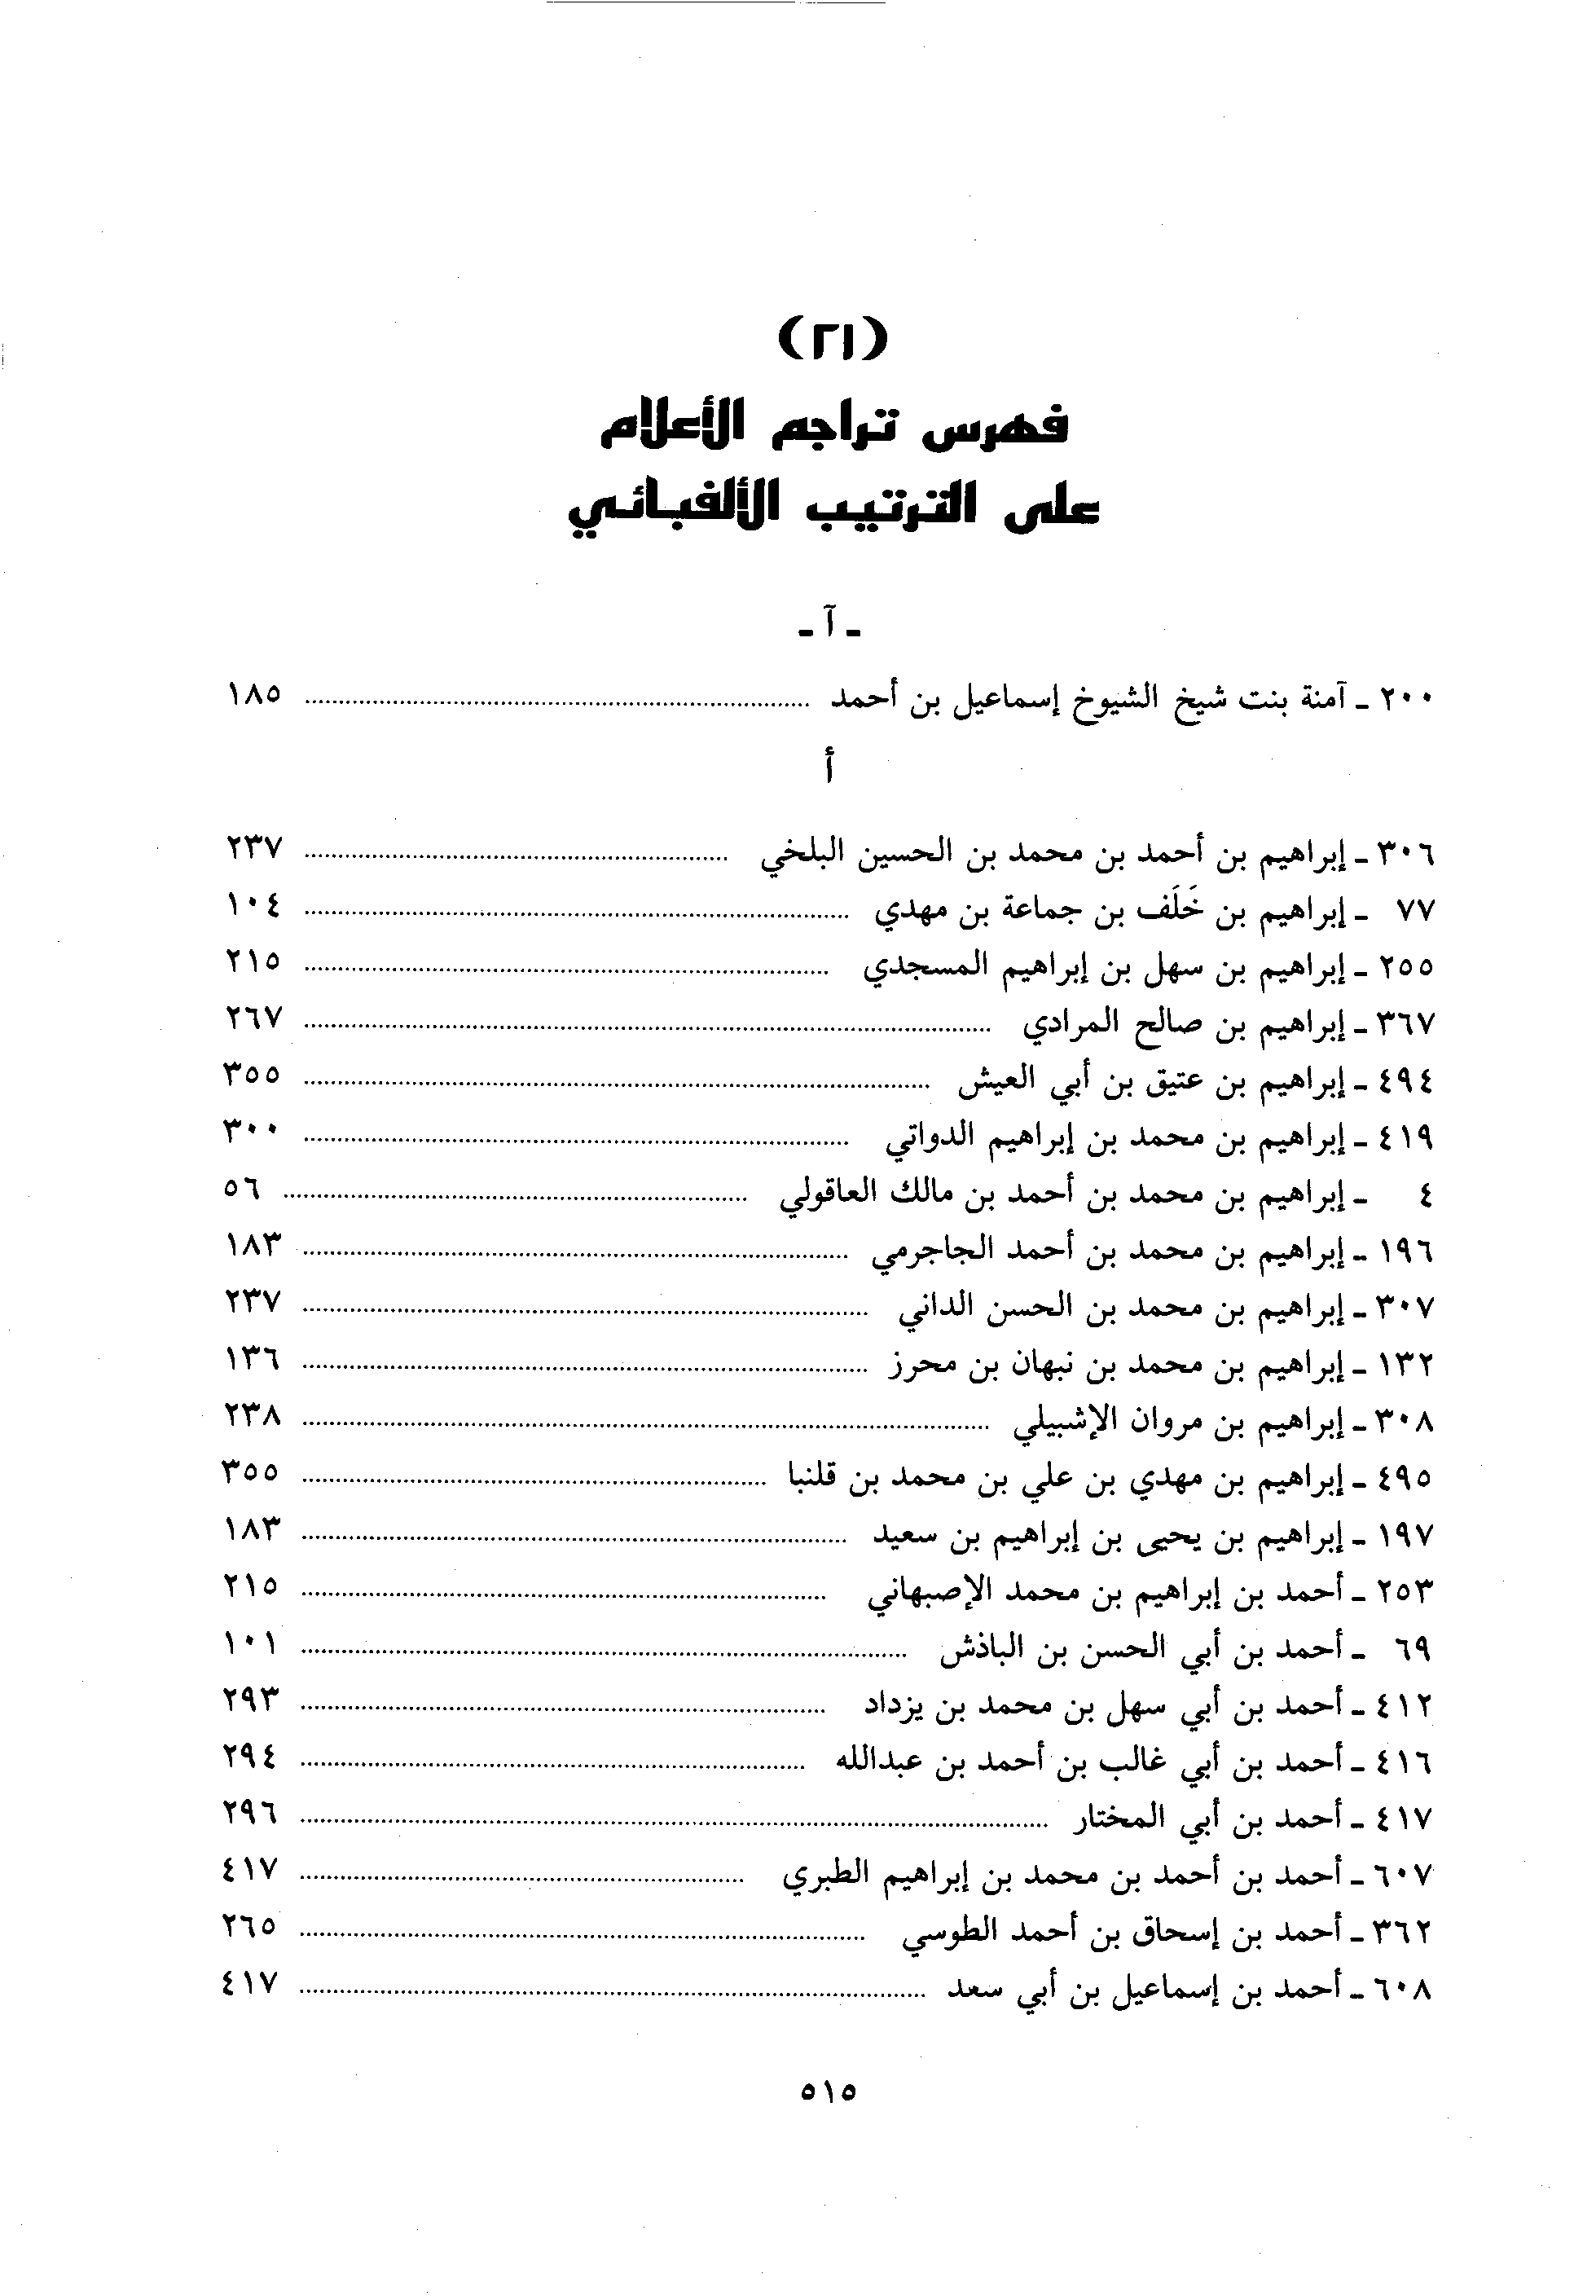 (٢١)
فهرس تراجم الأعلام
على الترتيب الألفبائي
ـ آ ـ
٢٠٠ ـ آمنة بنت شيخ الشيوخ إسماعيل بن أحمد ........ ١٨٥
أ
٣٠٦ ـ إبراهيم بن أحمد بن محمد بن الحسين البلخي ........ ٢٣٧
٧٧ ـ إبراهيم بن خَلَف بن جماعة بن مهدي ........ ١٠٤
٢٥٥ ـ إبراهيم بن سهل بن إبراهيم المسجدي ........ ٢١٥
٣٦٧ ـ إبراهيم بن صالح المرادي ........ ٢٦٧
٤٩٤ ـ إبراهيم بن عتيق بن أبي العيش ........ ٣٥٥
٤١٩ ـ إبراهيم بن محمد بن إبراهيم الدواتي ........ ٣٠٠
٤ ـ إبراهيم بن محمد بن أحمد بن مالك العاقولي ........ ٥٦
١٩٦ ـ إبراهيم بن محمد بن أحمد الجاجرمي ........ ١٨٣
٣٠٧ ـ إبراهيم بن محمد بن الحسن الداني ........ ٢٣٧
١٣٢ ـ إبراهيم بن محمد بن نبهان بن محرز ........ ١٣٦
٣٠٨ ـ إبراهيم بن مروان الإشبيلي ........ ٢٣٨
٤٩٥ ـ إبراهيم بن مهدي بن علي بن محمد بن قلنبا ........ ٣٥٥
١٩٧ ـ إبراهيم بن يحيى بن إبراهيم بن سعيد ........ ١٨٣
٢٥٣ ـ أحمد بن إبراهيم بن محمد الإصبهاني ........ ٢١٥
٦٩ ـ أحمد بن أبي الحسن بن الباذش ........ ١٠١
٤١٢ ـ أحمد بن أبي سهل بن محمد بن يزداد ........ ٢٩٣
٤١٦ ـ أحمد بن أبي غالب بن أحمد بن عبدالله ........ ٢٩٤
٤١٧ ـ أحمد بن أبي المختار ........ ٢٩٦
٦٠٧ ـ أحمد بن أحمد بن محمد بن إبراهيم الطبري ........ ٤١٧
٣٦٢ ـ أحمد بن إسحاق بن أحمد الطوسي ........ ٢٦٥
٦٠٨ ـ أحمد بن إسماعيل بن أبي سعد ........ ٤١٧
٥١٥